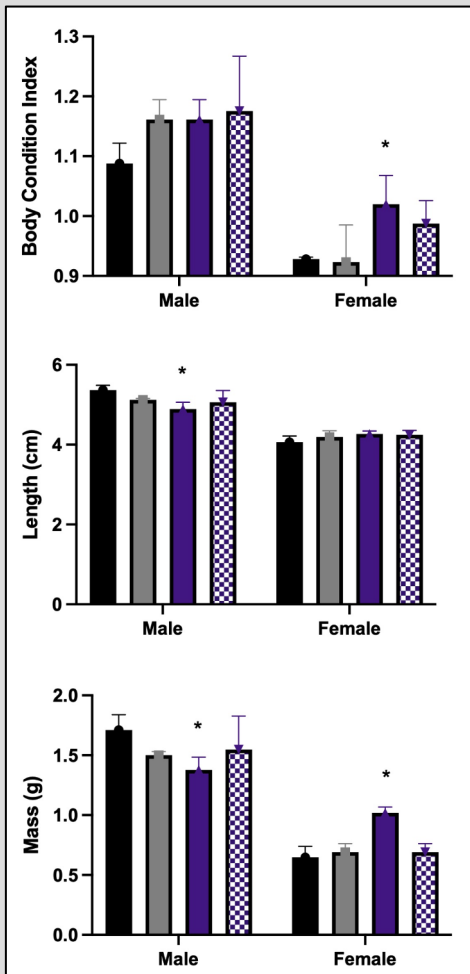 Body Condition Index
1.3
1.2
1.1
1.0
0.9
*
Male
Female
Length (cm)
6
4
2
0
*
Male
Female
Mass (g)
2.0
1.5
1.0
0.5
0.0
*
*
Male
Female